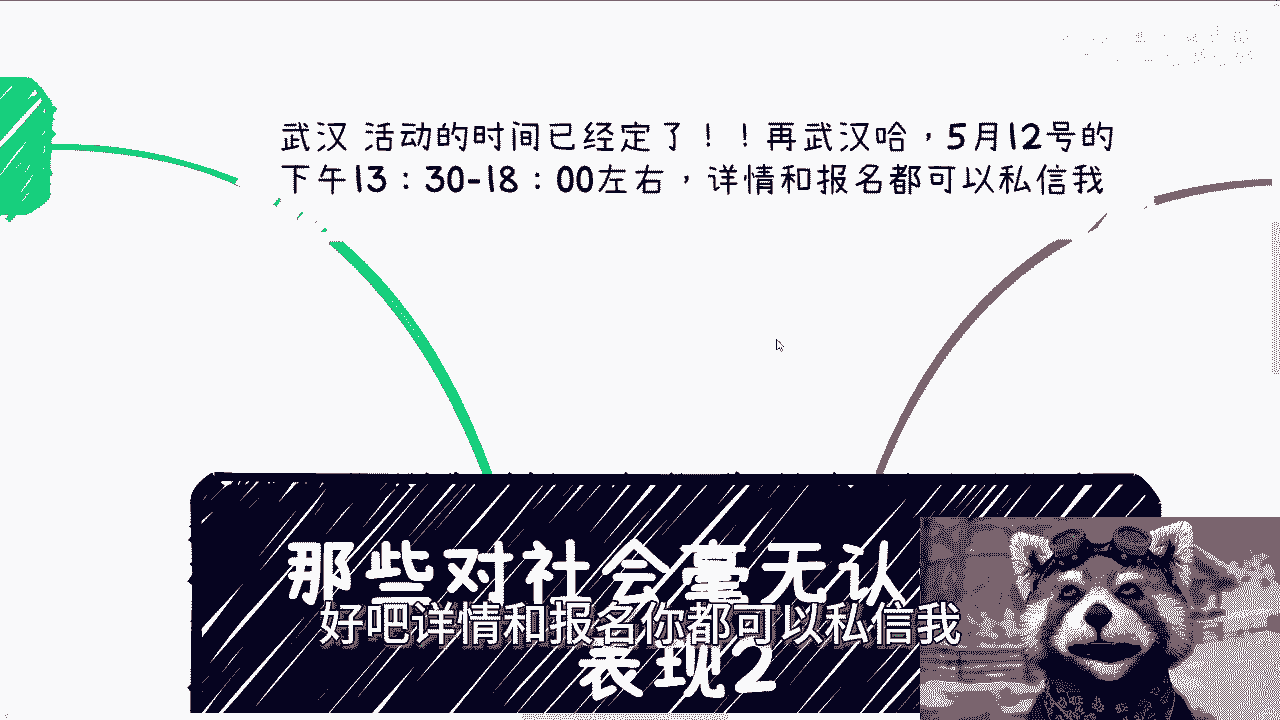 武汉 活动的时间已经定了！！再武汉哈，5月12号的
下午13：30-18：00左右，详情和报名都可以私信我
那些对社会毫无认
好吧详情和报名你都可以私信我
表现2